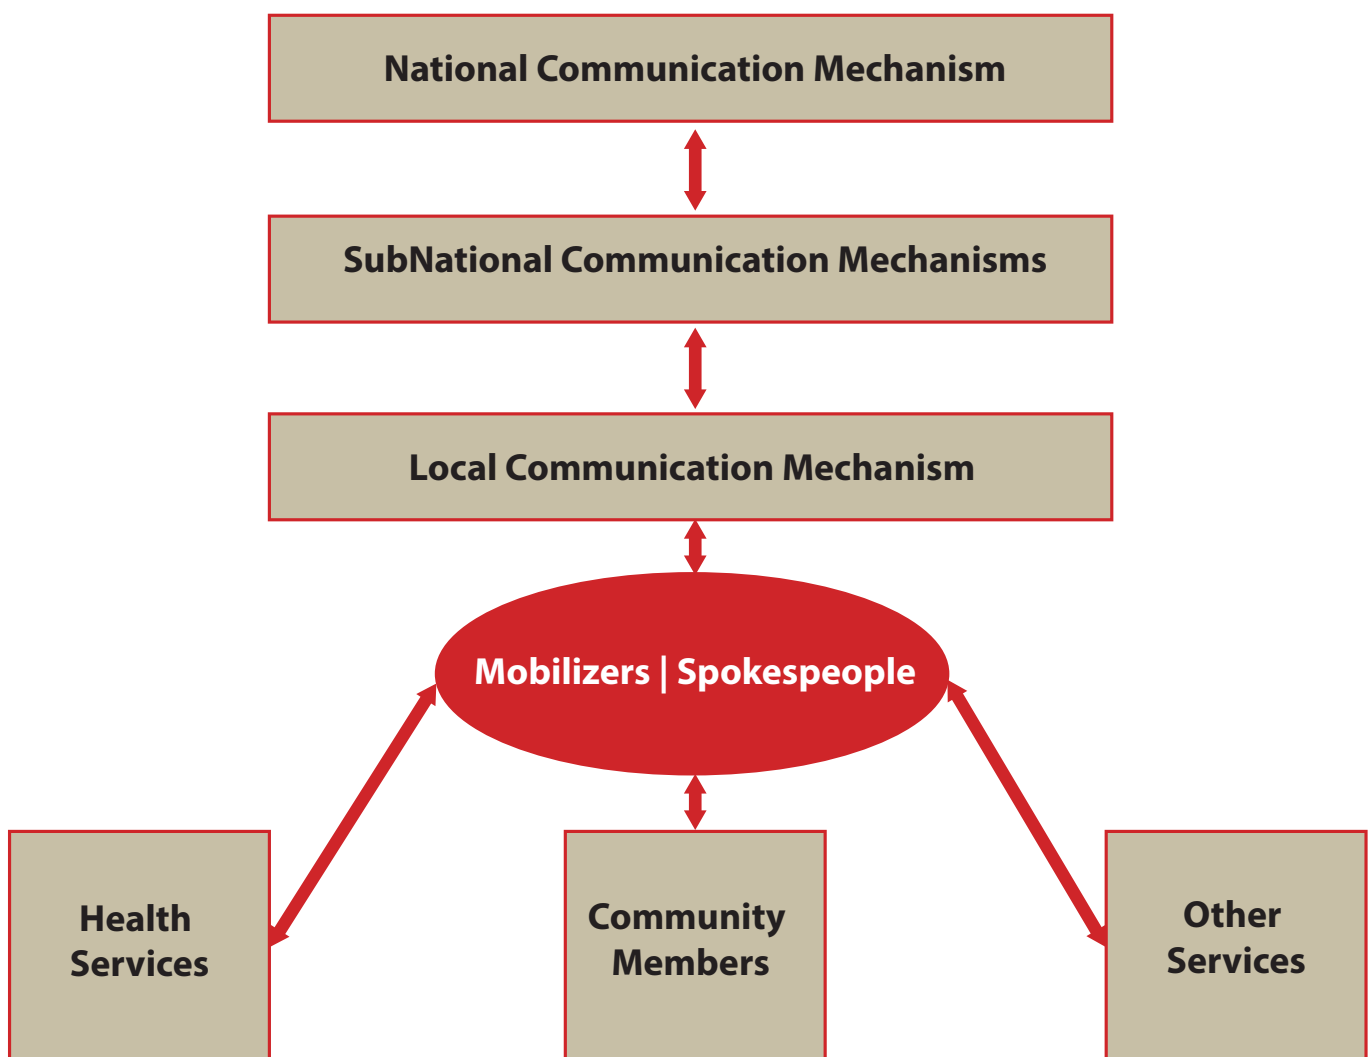 National Communication Mechanism
SubNational Communication Mechanisms
Local Communication Mechanism
Mobilizers | Spokespeople
Health
Services
Community
Members
Other
Services